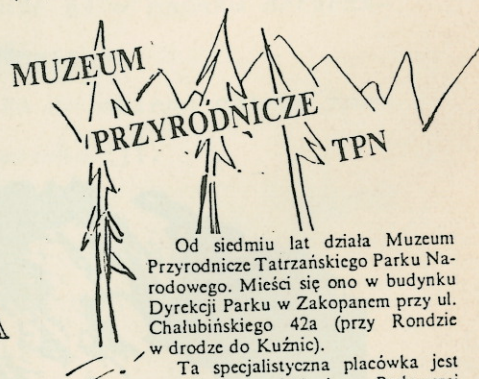 MUZEUM
PRZYRODNICZE
TPN
Od siedmiu lat działa Muzeum
Przyrodnicze Tatrzańskiego Parku Na-
rodowego. Mieści się ono w budynku
Dyrekcji Parku w Zakopanem przy ul.
Chałubińskiego 42a (przy Rondzie
w drodze do Kuźnic).
Ta specjalistyczna placówka jest